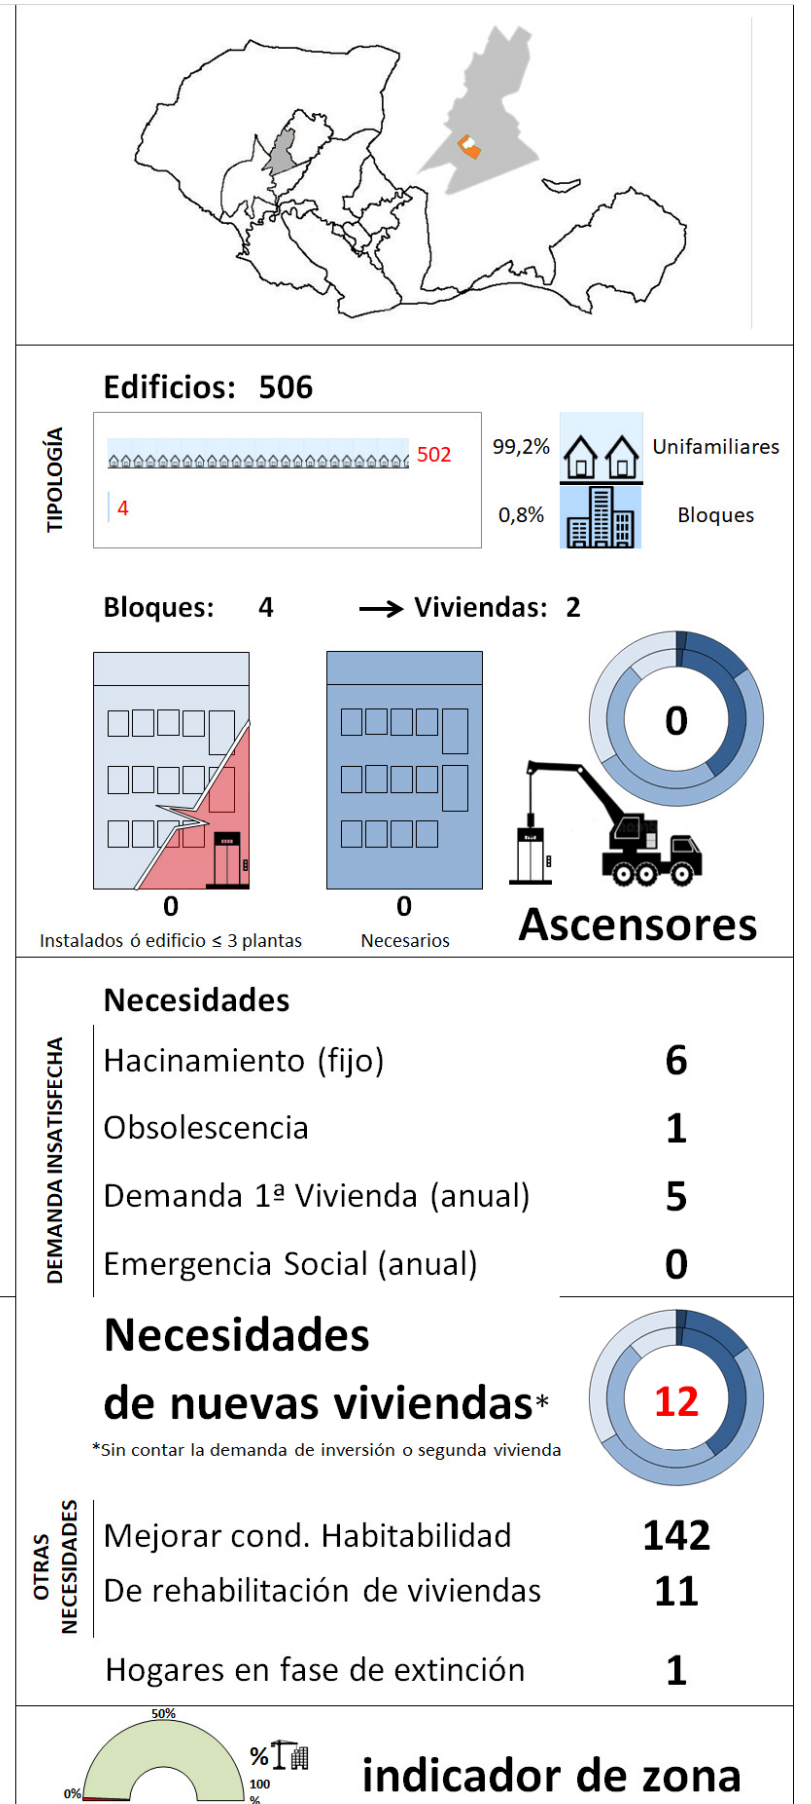 Edificios: 506
TIPOLOGÍA
502
99,2%
Unifamiliares
4
0,8%
Bloques
Bloques: 4
Viviendas: 2
0
0
Instalados ó edificio ≤ 3 plantas
0
Necesarios
Ascensores
Necesidades
DEMANDA INSATISFECHA
Hacinamiento (fijo) 6
Obsolescencia 1
Demanda 1ª Vivienda (anual) 5
Emergencia Social (anual) 0
Necesidades
de nuevas viviendas*
12
*Sin contar la demanda de inversión o segunda vivienda
OTRAS
NECESIDADES
Mejorar cond. Habitabilidad 142
De rehabilitación de viviendas 11
Hogares en fase de extinción 1
50%
%
0%
100
%
indicador de zona